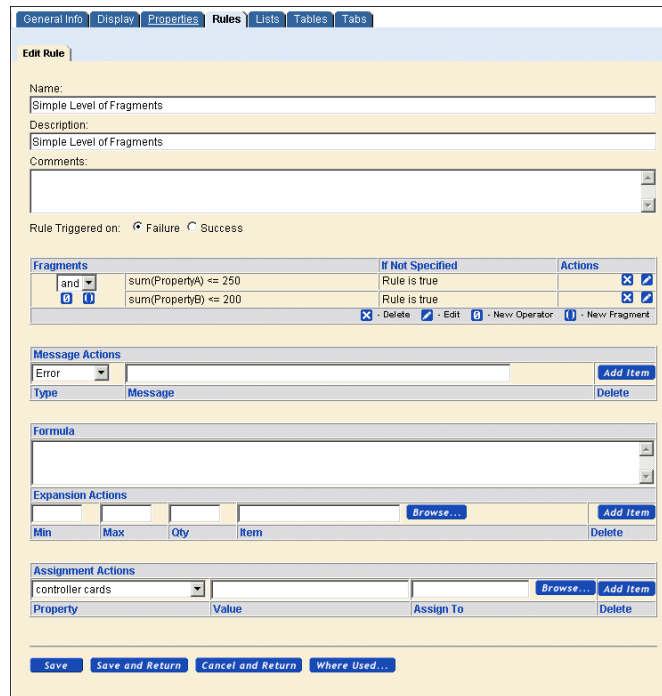 General Info Display Properties Rules Lists Tables Tabs
Edit Rule
Name:
Simple Level of Fragments
Description:
Simple Level of Fragments
Comments:
Rule Triggered on: Failure Success
Fragments If Not Specified Actions
and sum(PropertyA) <= 250 Rule is true
sum(PropertyB) <= 200 Rule is true
- Delete - Edit - New Operator - New Fragment
Message Actions
Error Add Item
Type Message Delete
Formula
Expansion Actions
Browse... Add Item
Min Max Qty Item Delete
Assignment Actions
controller cards Browse... Add Item
Property Value Assign To Delete
Save Save and Return Cancel and Return Where Used...